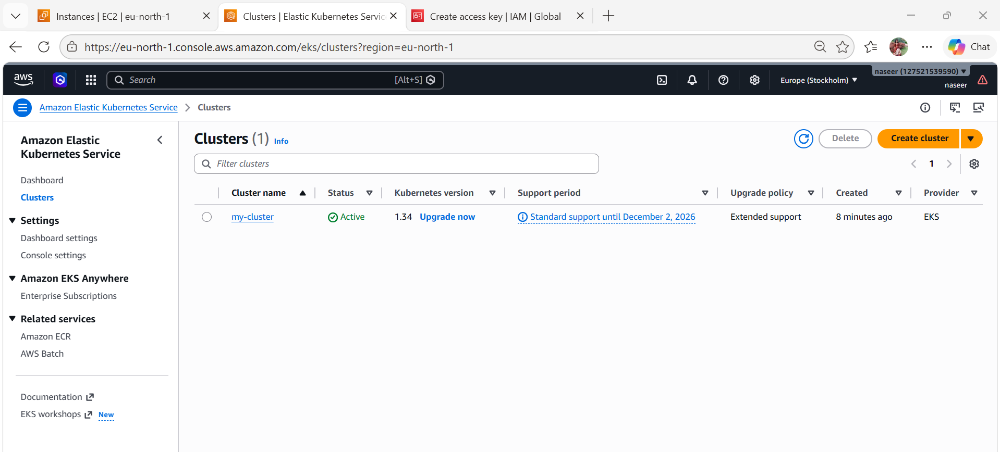 Instances | EC2 | eu-north-1
Clusters | Elastic Kubernetes Servic
Create access key | IAM | Global
https://eu-north-1.console.aws.amazon.com/eks/clusters?region=eu-north-1
Chat
aws
Search
[Alt+S]
Europe (Stockholm)
naseer (127521539590)
naseer
Amazon Elastic Kubernetes Service
Clusters
Amazon Elastic
Kubernetes Service
Dashboard
Clusters
Settings
Dashboard settings
Console settings
Amazon EKS Anywhere
Enterprise Subscriptions
Related services
Amazon ECR
AWS Batch
Documentation
EKS workshops New
Clusters (1) Info
Delete
Create cluster
Filter clusters
1
Cluster name Status Kubernetes version Support period Upgrade policy Created Provider
my-cluster Active 1.34 Upgrade now Standard support until December 2, 2026 Extended support 8 minutes ago EKS